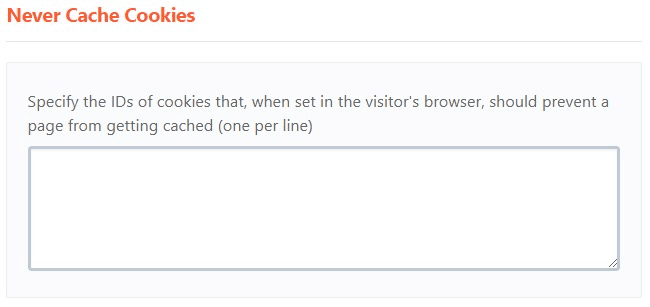 Never Cache Cookies
Specify the IDs of cookies that, when set in the visitor's browser, should prevent a
page from getting cached (one per line)